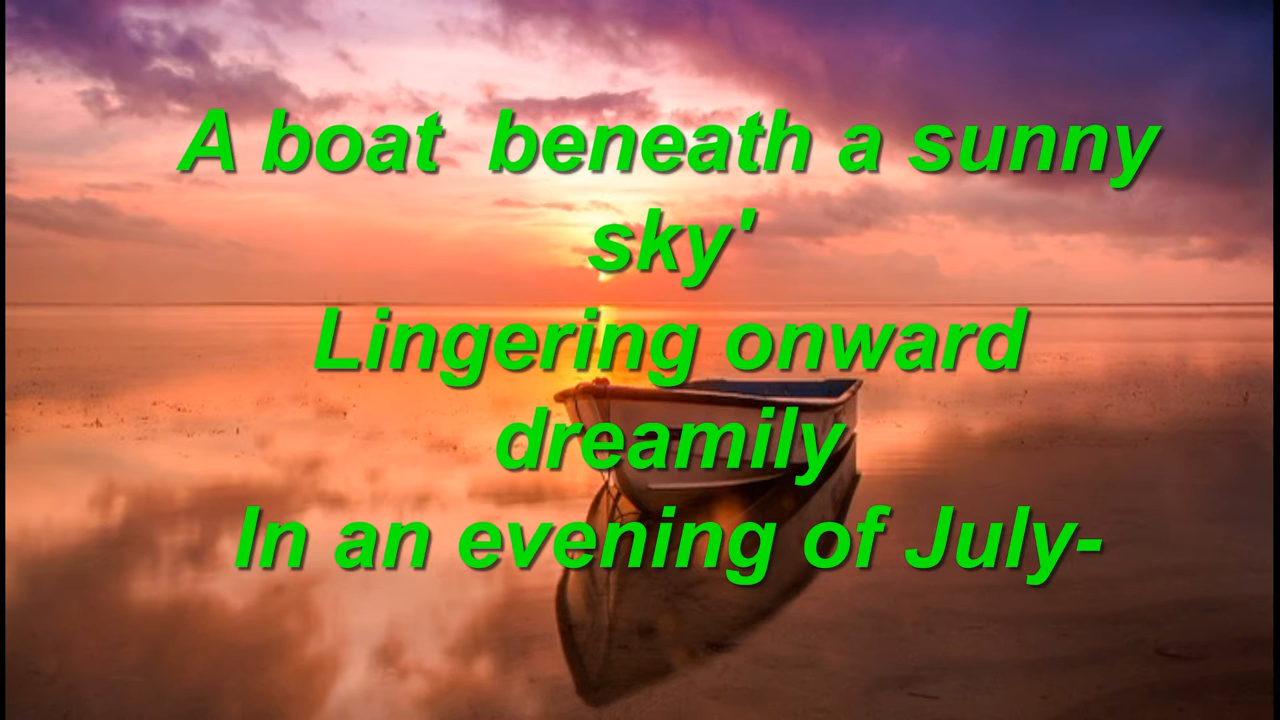 A boat  beneath a sunny
sky'
Lingering onward
dreamily
In an evening of July-